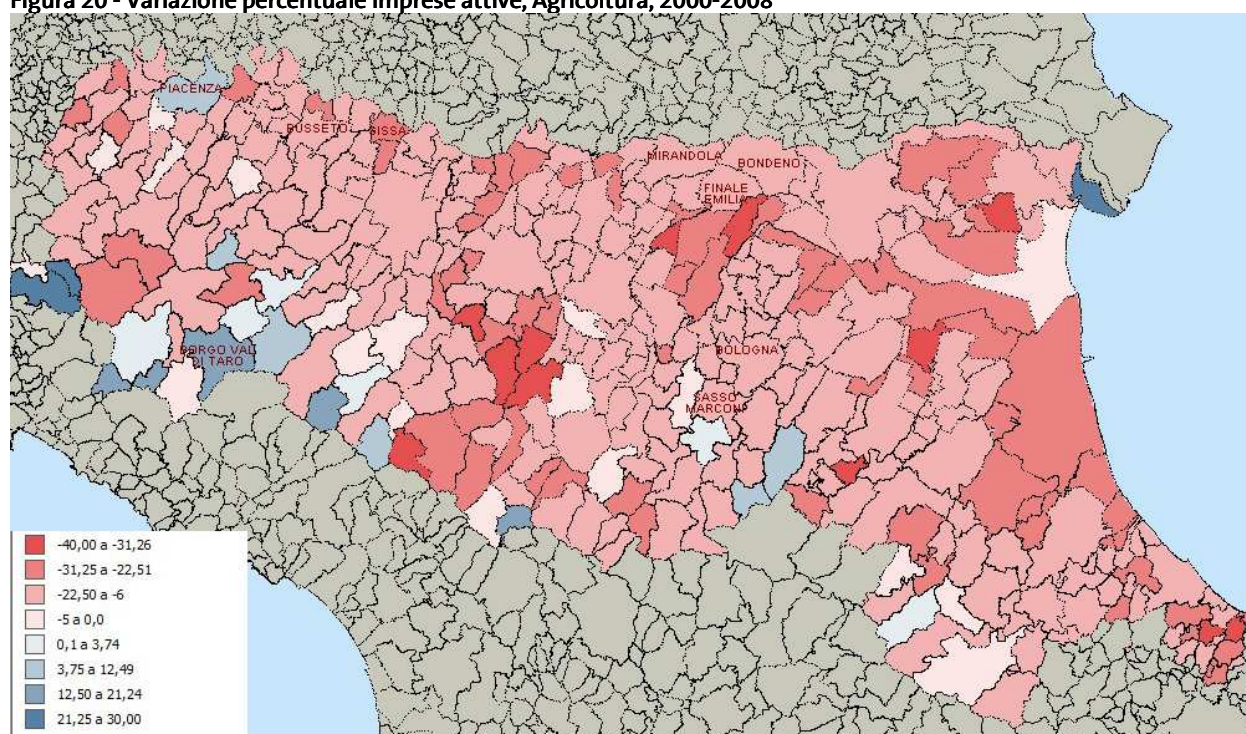 Figura 20 - Variazione percentuale imprese attive, Agricoltura, 2000-2008
PIACENZA
BUSSETO
SISSA
MIRANDOLA
BONDENO
FINALE
EMILIA
BORGO VAL
DI TARO
BOLOGNA
SASSO
MARCONI
-40,00 a -31,26
-31,25 a -22,51
-22,50 a -6
-5 a 0,0
0,1 a 3,74
3,75 a 12,49
12,50 a 21,24
21,25 a 30,00